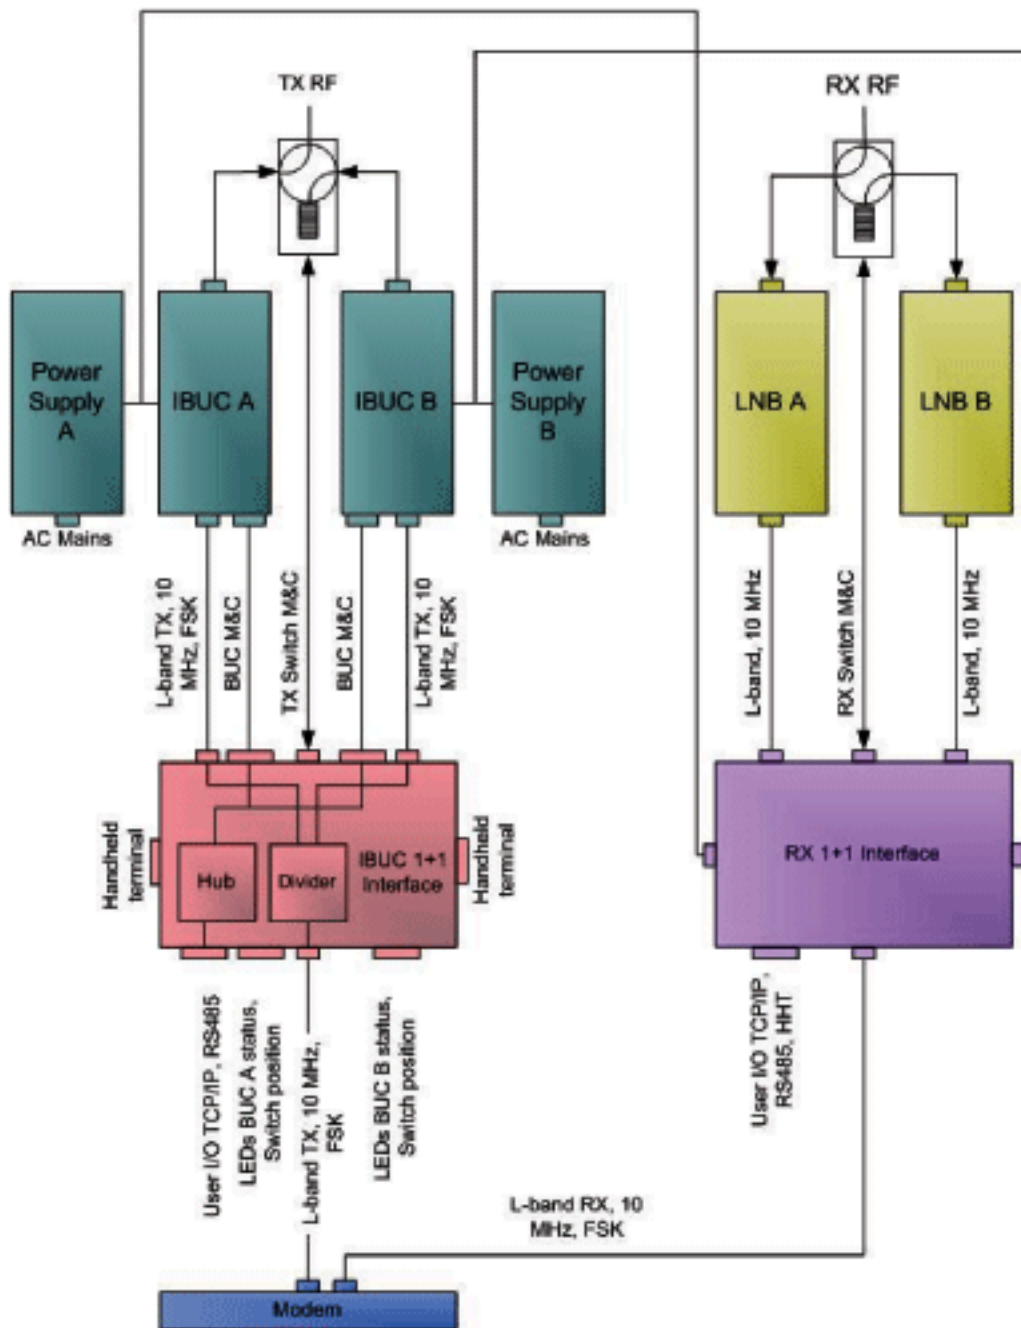 TX RF
RX RF
Power
Supply
A
IBUC A
IBUC B
Power
Supply
B
LNB A
LNB B
AC Mains
AC Mains
L-band TX, 10
MHz, FSK
BUC M&C
TX Switch M&C
BUC M&C
L-band TX, 10
MHz, FSK
L-band, 10 MHz
RX Switch M&C
L-band, 10 MHz
Handheld
terminal
Hub
Divider
IBUC 1+1
Interface
Handheld
terminal
RX 1+1 Interface
User I/O TCP/IP, RS485
LEDs BUC A status,
Switch position
L-band TX, 10 MHz,
FSK
LEDs BUC B status,
Switch position
User I/O TCP/IP,
RS485, HHT
L-band RX, 10
MHz, FSK
Modem